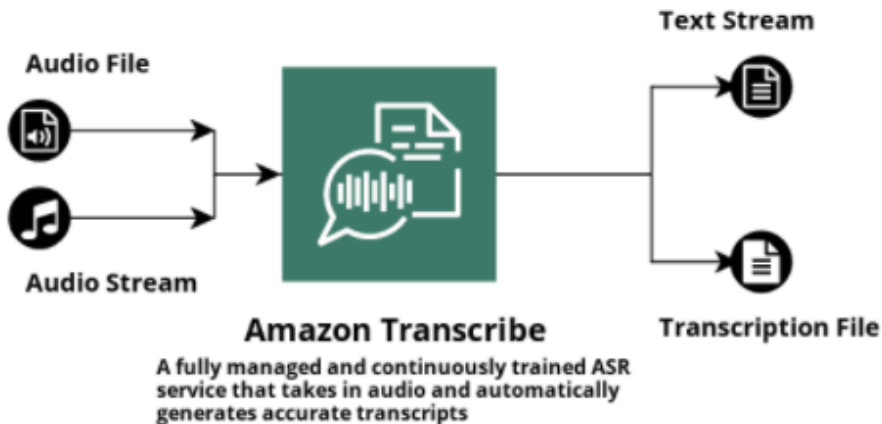 Text Stream
Audio File
Audio Stream
Amazon Transcribe
Transcription File
A fully managed and continuously trained ASR
service that takes in audio and automatically
generates accurate transcripts